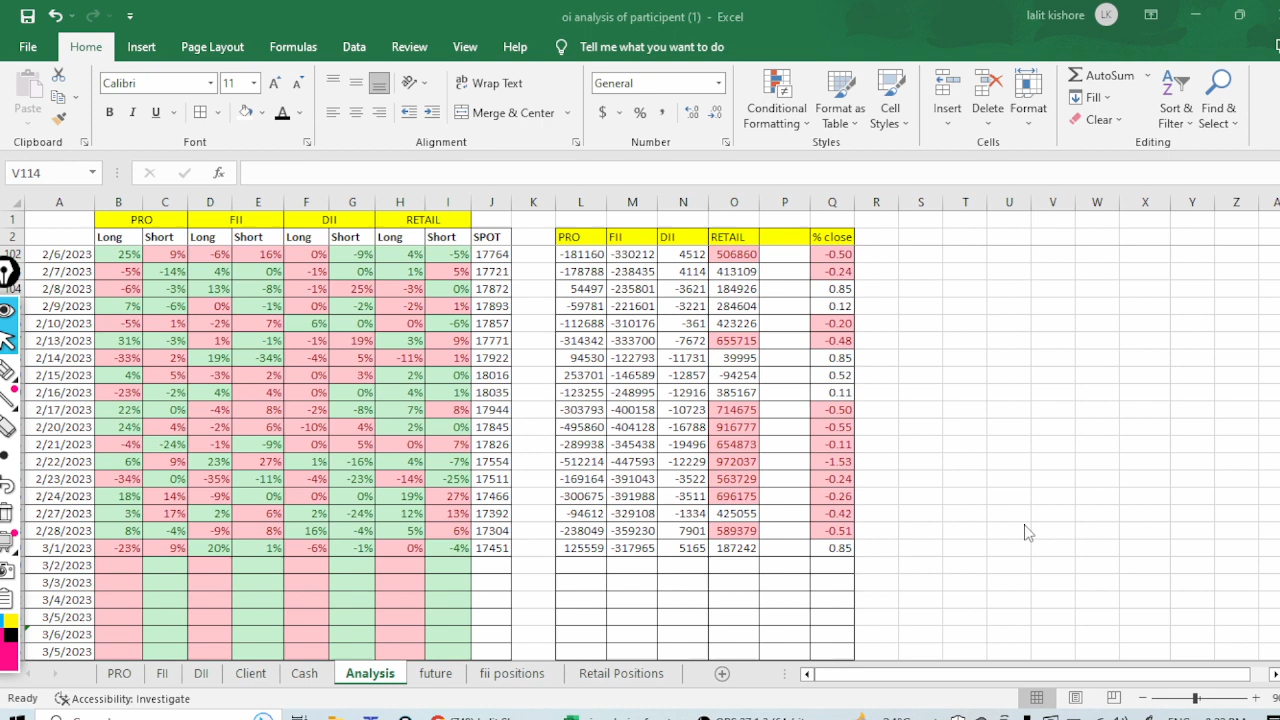 oi analysis of participent (1) - Excel
lalit kishore LK
File Home Insert Page Layout Formulas Data Review View Help Tell me what you want to do
Calibri 11 Wrap Text General AutoSum
Paste Merge & Center Conditional Formatting Format as Table Cell Styles Insert Delete Format Fill Sort & Filter Find & Select
Clear
Clipboard Font Alignment Number Styles Cells Editing
V114
A B C D E F G H I J K L M N O P Q R S T U V W X Y Z
1 PRO FII DII RETAIL
2 Long Short Long Short Long Short Long Short SPOT PRO FII DII RETAIL % close
102 2/6/2023 25% 9% -6% 16% 0% -9% 4% -5% 17764 -181160 -330212 4512 506860 -0.50
2/7/2023 -5% -14% 4% 0% -1% 0% 1% 5% 17721 -178788 -238435 4114 413109 -0.24
104 2/8/2023 -6% -3% 13% -8% -1% 25% -3% 0% 17872 54497 -235801 -3621 184926 0.85
2/9/2023 7% -6% 0% -1% 0% -2% -2% 1% 17893 -59781 -221601 -3221 284604 0.12
2/10/2023 -5% 1% -2% 7% 6% 0% 0% -6% 17857 -112688 -310176 -361 423226 -0.20
2/13/2023 31% -3% 1% -1% -1% 19% 3% 9% 17771 -314342 -333700 -7672 655715 -0.48
2/14/2023 -33% 2% 19% -34% -4% 5% -11% 1% 17922 94530 -122793 -11731 39995 0.85
2/15/2023 4% 5% -3% 2% 0% 3% 2% 0% 18016 253701 -146589 -12857 -94254 0.52
2/16/2023 -23% -2% 4% 4% 0% 0% 4% 1% 18035 -123255 -248995 -12916 385167 0.11
2/17/2023 22% 0% -4% 8% -2% -8% 7% 8% 17944 -303793 -400158 -10723 714675 -0.50
2/20/2023 24% 4% -2% 6% -10% 4% 2% 0% 17845 -495860 -404128 -16788 916777 -0.55
2/21/2023 -4% -24% -1% -9% 0% 5% 0% 7% 17826 -289938 -345438 -19496 654873 -0.11
2/22/2023 6% 9% 23% 27% 1% -16% 4% -7% 17554 -512214 -447593 -12229 972037 -1.53
2/23/2023 -34% 0% -35% -11% -4% -23% -14% -25% 17511 -169164 -391043 -3522 563729 -0.24
2/24/2023 18% 14% -9% 0% 0% 0% 19% 27% 17466 -300675 -391988 -3511 696175 -0.26
2/27/2023 3% 17% 2% 6% 2% -24% 12% 13% 17392 -94612 -329108 -1334 425055 -0.42
2/28/2023 8% -4% -9% 8% 16% -4% 5% 6% 17304 -238049 -359230 7901 589379 -0.51
3/1/2023 -23% 9% 20% 1% -6% -1% 0% -4% 17451 125559 -317965 5165 187242 0.85
3/2/2023
3/3/2023
3/4/2023
3/5/2023
3/6/2023
3/5/2023
PRO FII DII Client Cash Analysis future fii positions Retail Positions
Ready Accessibility: Investigate